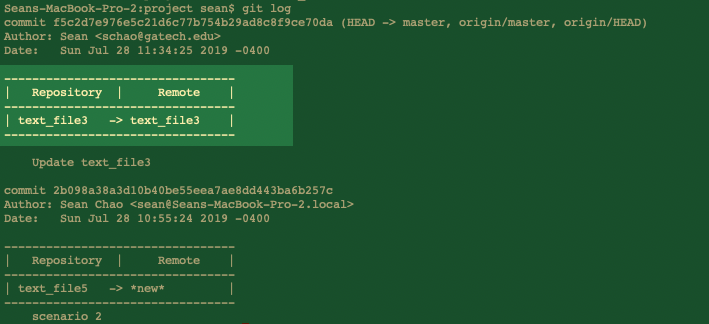 Seans-MacBook-Pro-2:project sean$ git log
commit f5c2d7e976e5c21d6c77b754b29ad8c8f9ce70da (HEAD -> master, origin/master, origin/HEAD)
Author: Sean <schao@gatech.edu>
Date:   Sun Jul 28 11:34:25 2019 -0400
---------------------------------
|   Repository  |     Remote    |
---------------------------------
| text_file3   -> text_file3    |
---------------------------------
    Update text_file3
commit 2b098a38a3d10b40be55eea7ae8dd443ba6b257c
Author: Sean Chao <sean@Seans-MacBook-Pro-2.local>
Date:   Sun Jul 28 10:55:24 2019 -0400
---------------------------------
|   Repository  |     Remote    |
---------------------------------
| text_file5   -> *new*         |
---------------------------------
    scenario 2